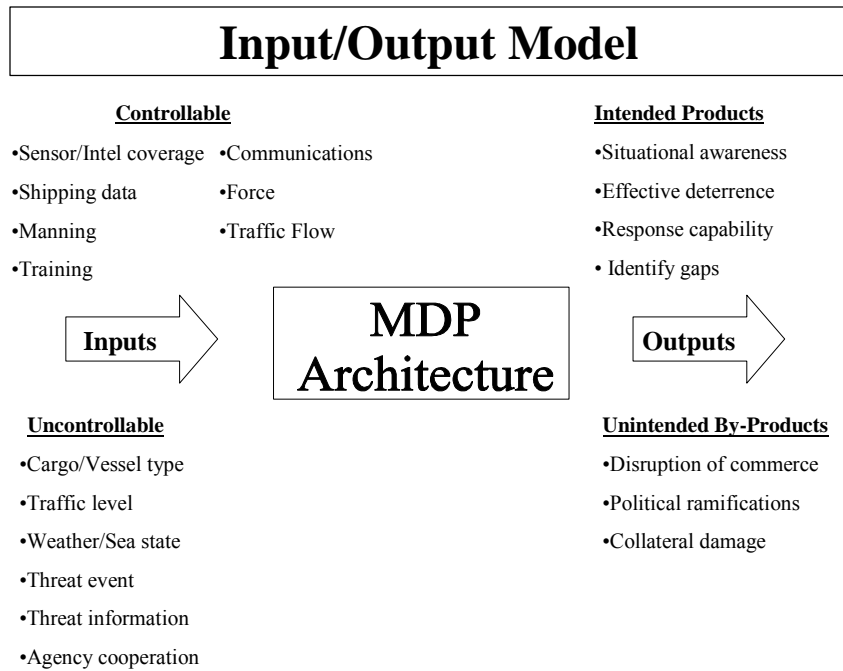 Input/Output Model
Controllable
•Sensor/Intel coverage
•Shipping data
•Manning
•Training
•Communications
•Force
•Traffic Flow
Intended Products
•Situational awareness
•Effective deterrence
•Response capability
• Identify gaps
Inputs
MDP
Architecture
Outputs
Uncontrollable
•Cargo/Vessel type
•Traffic level
•Weather/Sea state
•Threat event
•Threat information
•Agency cooperation
Unintended By-Products
•Disruption of commerce
•Political ramifications
•Collateral damage